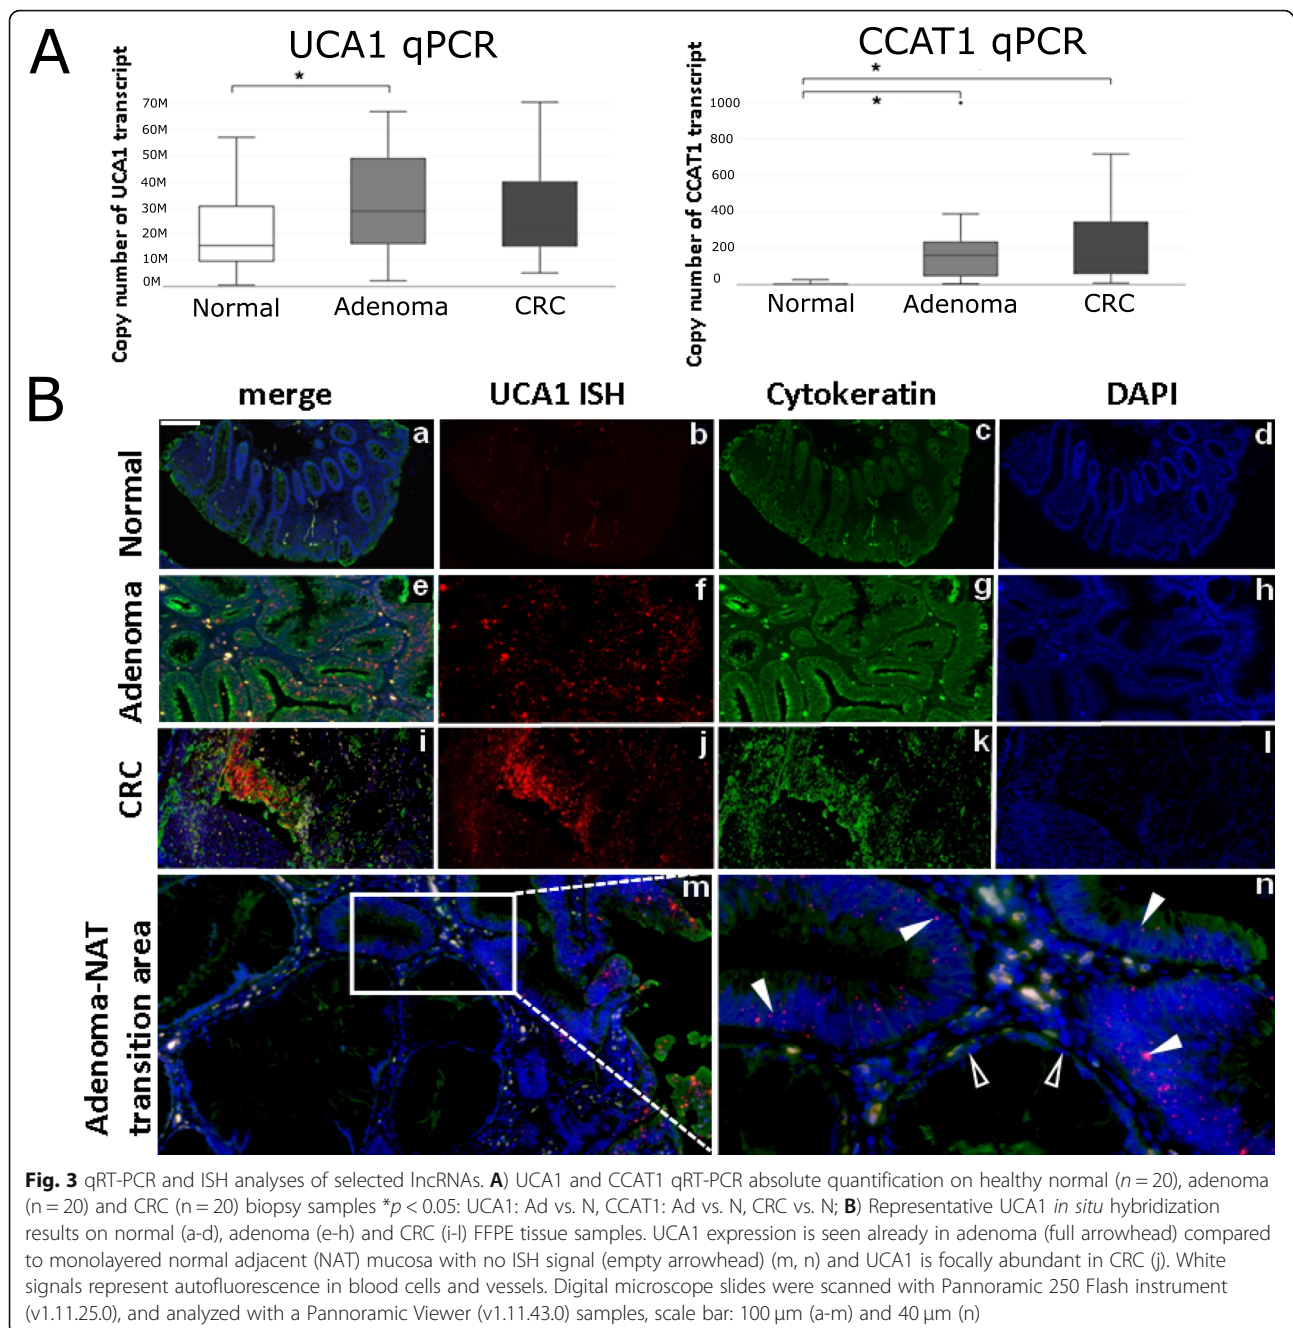 A
UCA1 qPCR
*
Copy number of UCA1 transcript
70M
60M
50M
40M
30M
20M
10M
0M
Normal
Adenoma
CRC
CCAT1 qPCR
*
*
Copy number of CCAT1 transcript
1000
800
600
400
200
0
Normal
Adenoma
CRC
B
merge
UCA1 ISH
Cytokeratin
DAPI
Normal
a
b
c
d
Adenoma
e
f
g
h
CRC
i
j
k
l
Adenoma-NAT
transition area
m
n
Fig. 3 qRT-PCR and ISH analyses of selected lncRNAs. A) UCA1 and CCAT1 qRT-PCR absolute quantification on healthy normal (n = 20), adenoma
(n = 20) and CRC (n = 20) biopsy samples *p < 0.05: UCA1: Ad vs. N, CCAT1: Ad vs. N, CRC vs. N; B) Representative UCA1 in situ hybridization
results on normal (a-d), adenoma (e-h) and CRC (i-l) FFPE tissue samples. UCA1 expression is seen already in adenoma (full arrowhead) compared
to monolayered normal adjacent (NAT) mucosa with no ISH signal (empty arrowhead) (m, n) and UCA1 is focally abundant in CRC (j). White
signals represent autofluorescence in blood cells and vessels. Digital microscope slides were scanned with Pannoramic 250 Flash instrument
(v1.11.25.0), and analyzed with a Pannoramic Viewer (v1.11.43.0) samples, scale bar: 100 μm (a-m) and 40 μm (n)